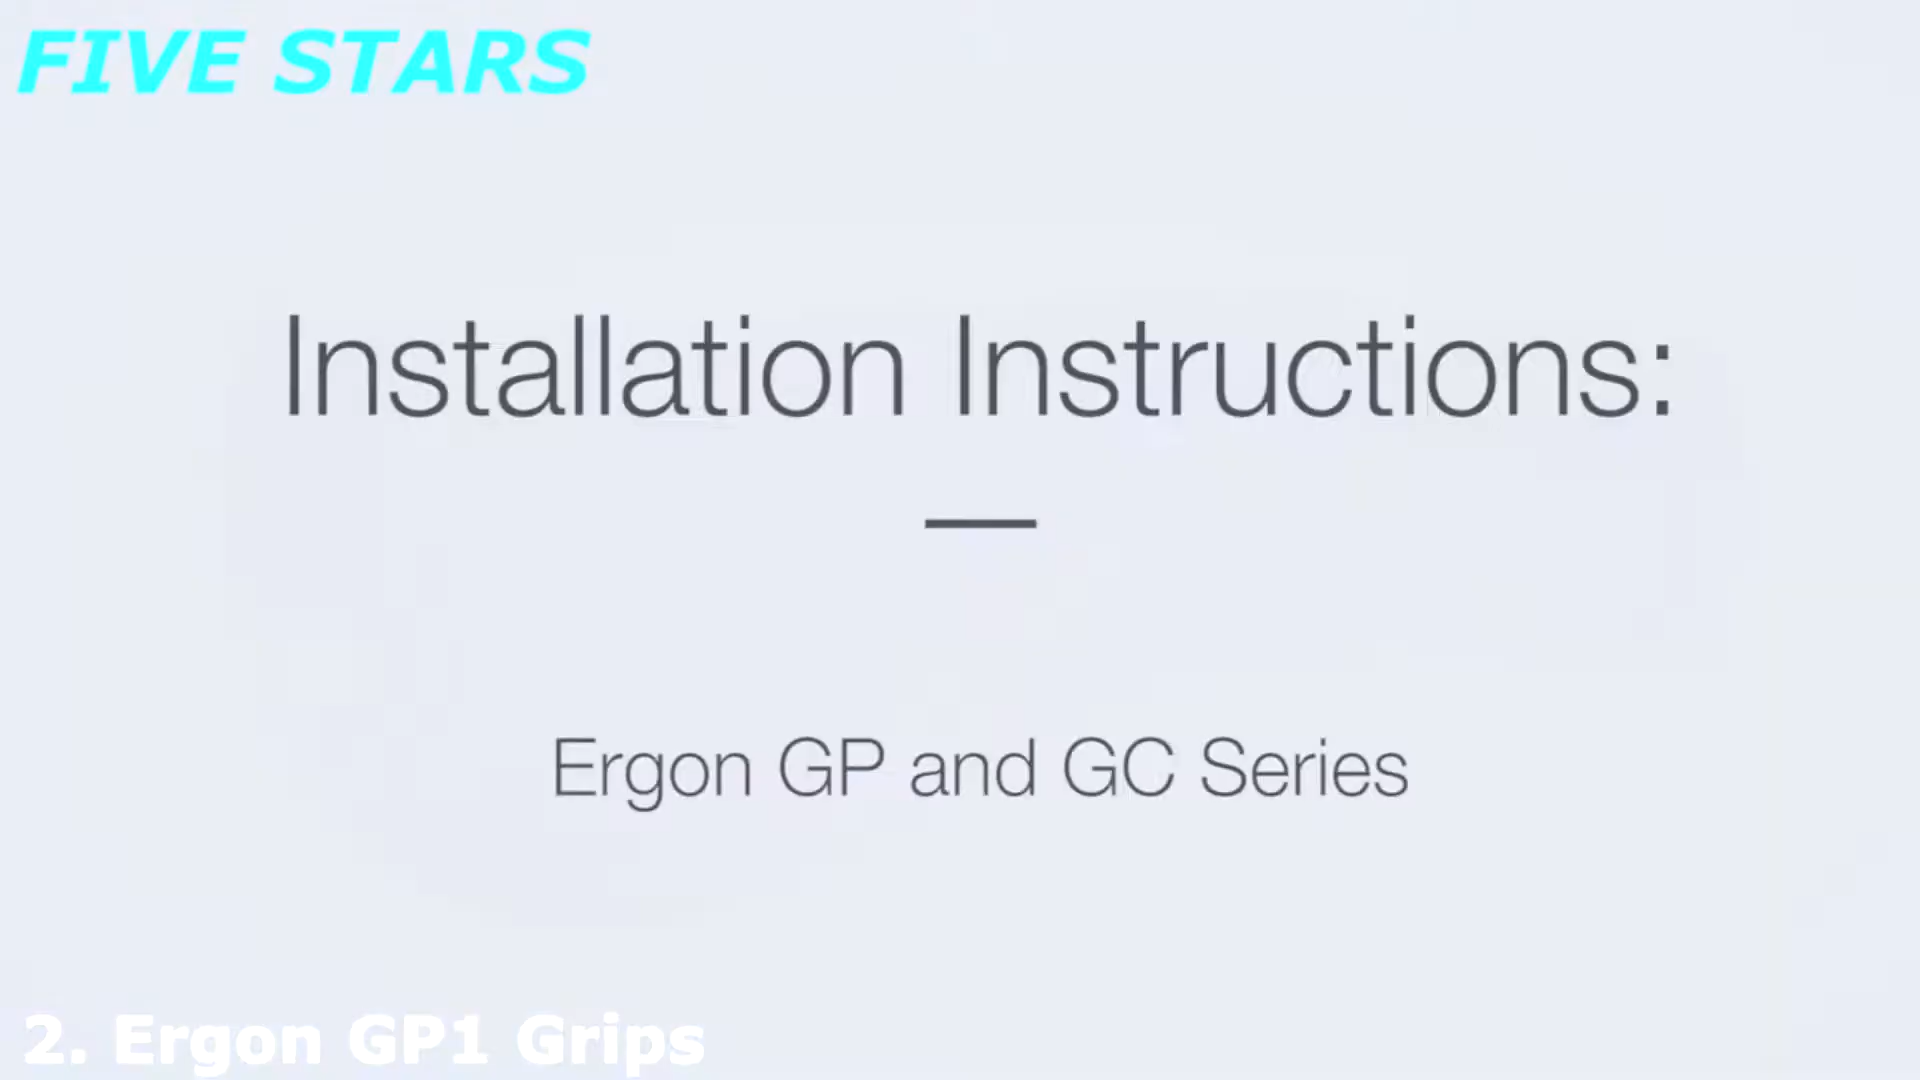 FIVE STARS
Installation Instructions:
Ergon GP and GC Series
2. Ergon GP1 Grips